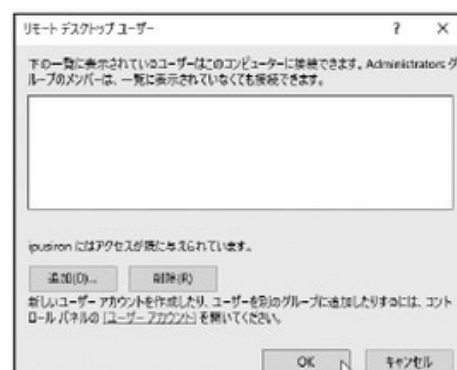 リモート デスクトップ ユーザー ? ×
下の一覧に表示されているユーザーはこのコンピューターに接続できます。Administrators グ
ループのメンバーは、一覧に表示されていなくても接続できます。
ipusiron にはアクセスが既に与えられています。
追加(D)... 削除(R)
新しいユーザー アカウントを作成したり、ユーザーを別のグループに追加したりするには、コント
ロール パネルの [ユーザー アカウント] を開いてください。
OK キャンセル